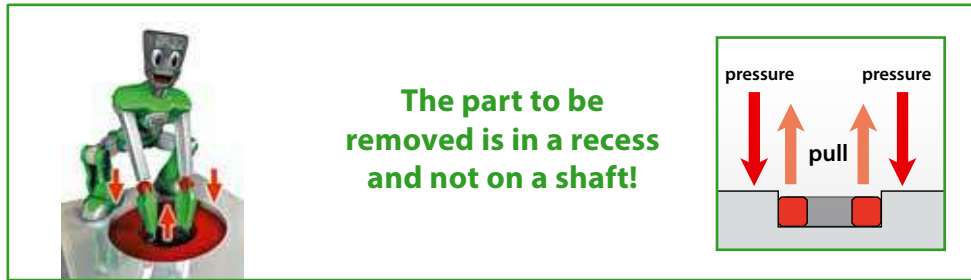 The part to be
removed is in a recess
and not on a shaft!
pressure
pressure
pull